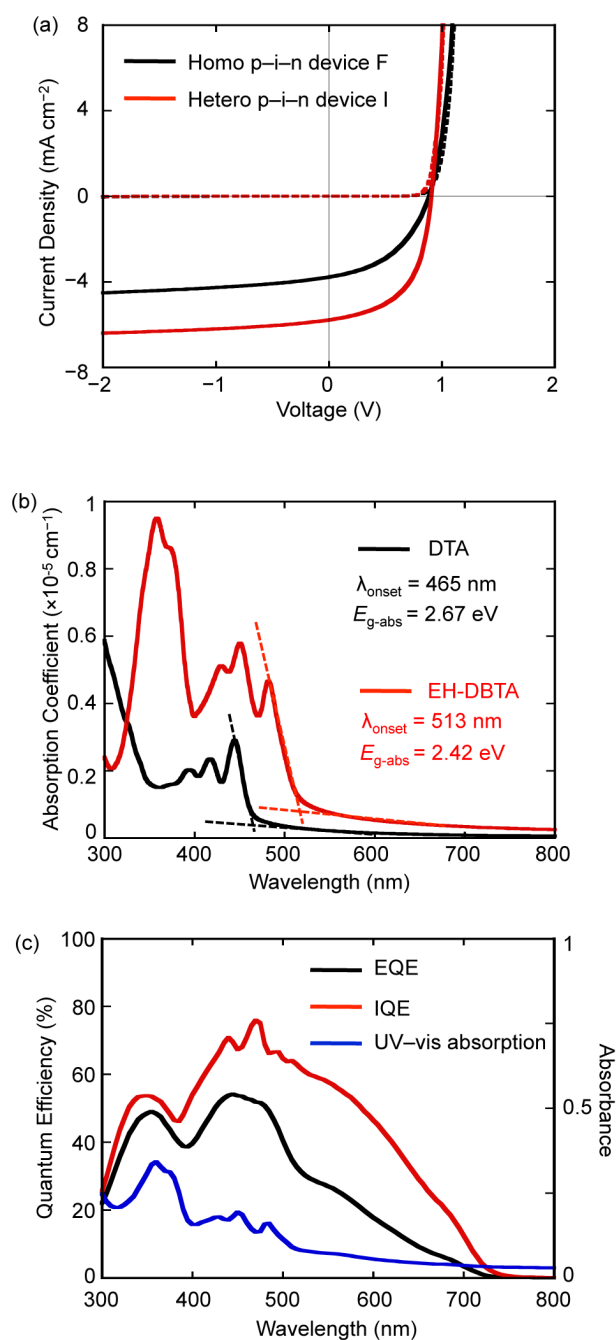 (a)
8
4
0
−4
−8
Current Density (mA cm⁻²)
Homo p–i–n device F
Hetero p–i–n device I
−2
−1
0
1
2
Voltage (V)
(b)
1
0.8
0.6
0.4
0.2
0
Absorption Coefficient (×10⁻⁵ cm⁻¹)
DTA
λonset = 465 nm
Eg-abs = 2.67 eV
EH-DBTA
λonset = 513 nm
Eg-abs = 2.42 eV
300
400
500
600
700
800
Wavelength (nm)
(c)
100
80
60
40
20
0
Quantum Efficiency (%)
EQE
IQE
UV–vis absorption
1
0.5
0
Absorbance
300
400
500
600
700
800
Wavelength (nm)